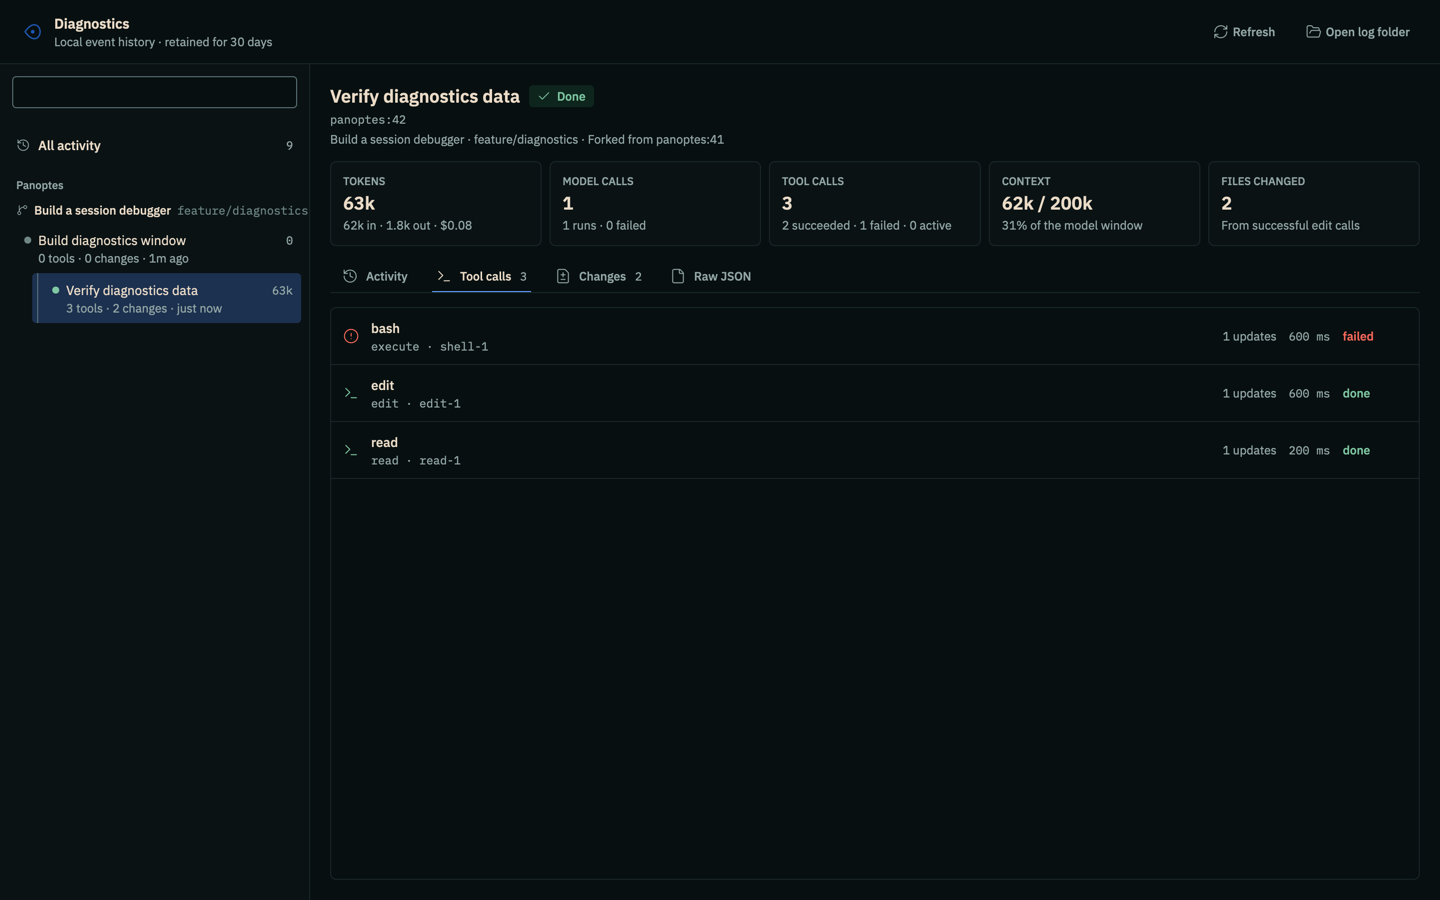 Diagnostics
Local event history · retained for 30 days
Refresh
Open log folder
All activity 9
Panoptes
Build a session debugger feature/diagnostics
Build diagnostics window 0
0 tools · 0 changes · 1m ago
Verify diagnostics data 63k
3 tools · 2 changes · just now
Verify diagnostics data Done
panoptes:42
Build a session debugger · feature/diagnostics · Forked from panoptes:41
TOKENS
63k
62k in · 1.8k out · $0.08
MODEL CALLS
1
1 runs · 0 failed
TOOL CALLS
3
2 succeeded · 1 failed · 0 active
CONTEXT
62k / 200k
31% of the model window
FILES CHANGED
2
From successful edit calls
Activity
Tool calls 3
Changes 2
Raw JSON
bash
execute · shell-1
1 updates 600 ms failed
edit
edit · edit-1
1 updates 600 ms done
read
read · read-1
1 updates 200 ms done